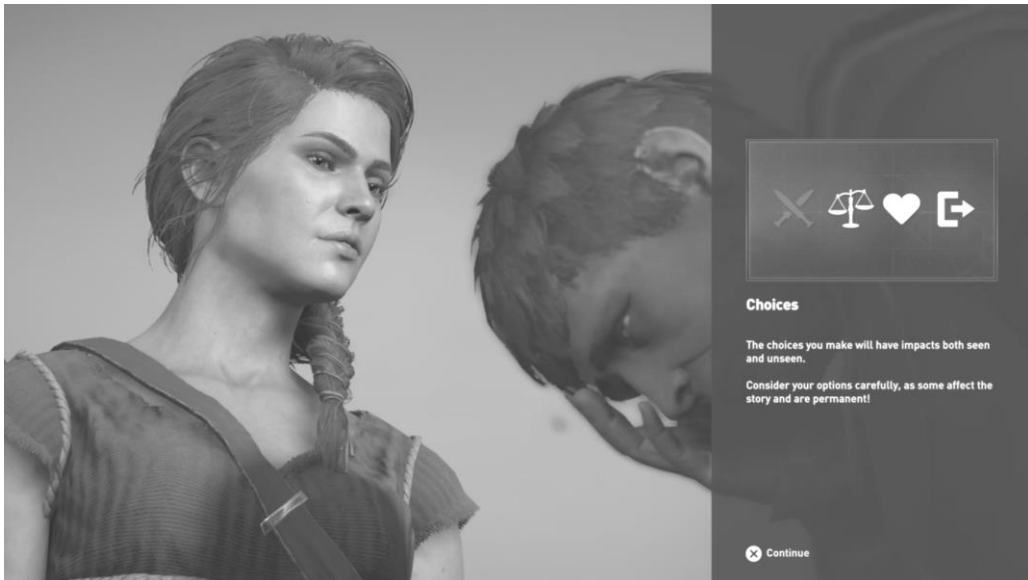 Choices
The choices you make will have impacts both seen
and unseen.
Consider your options carefully, as some affect the
story and are permanent!
Continue